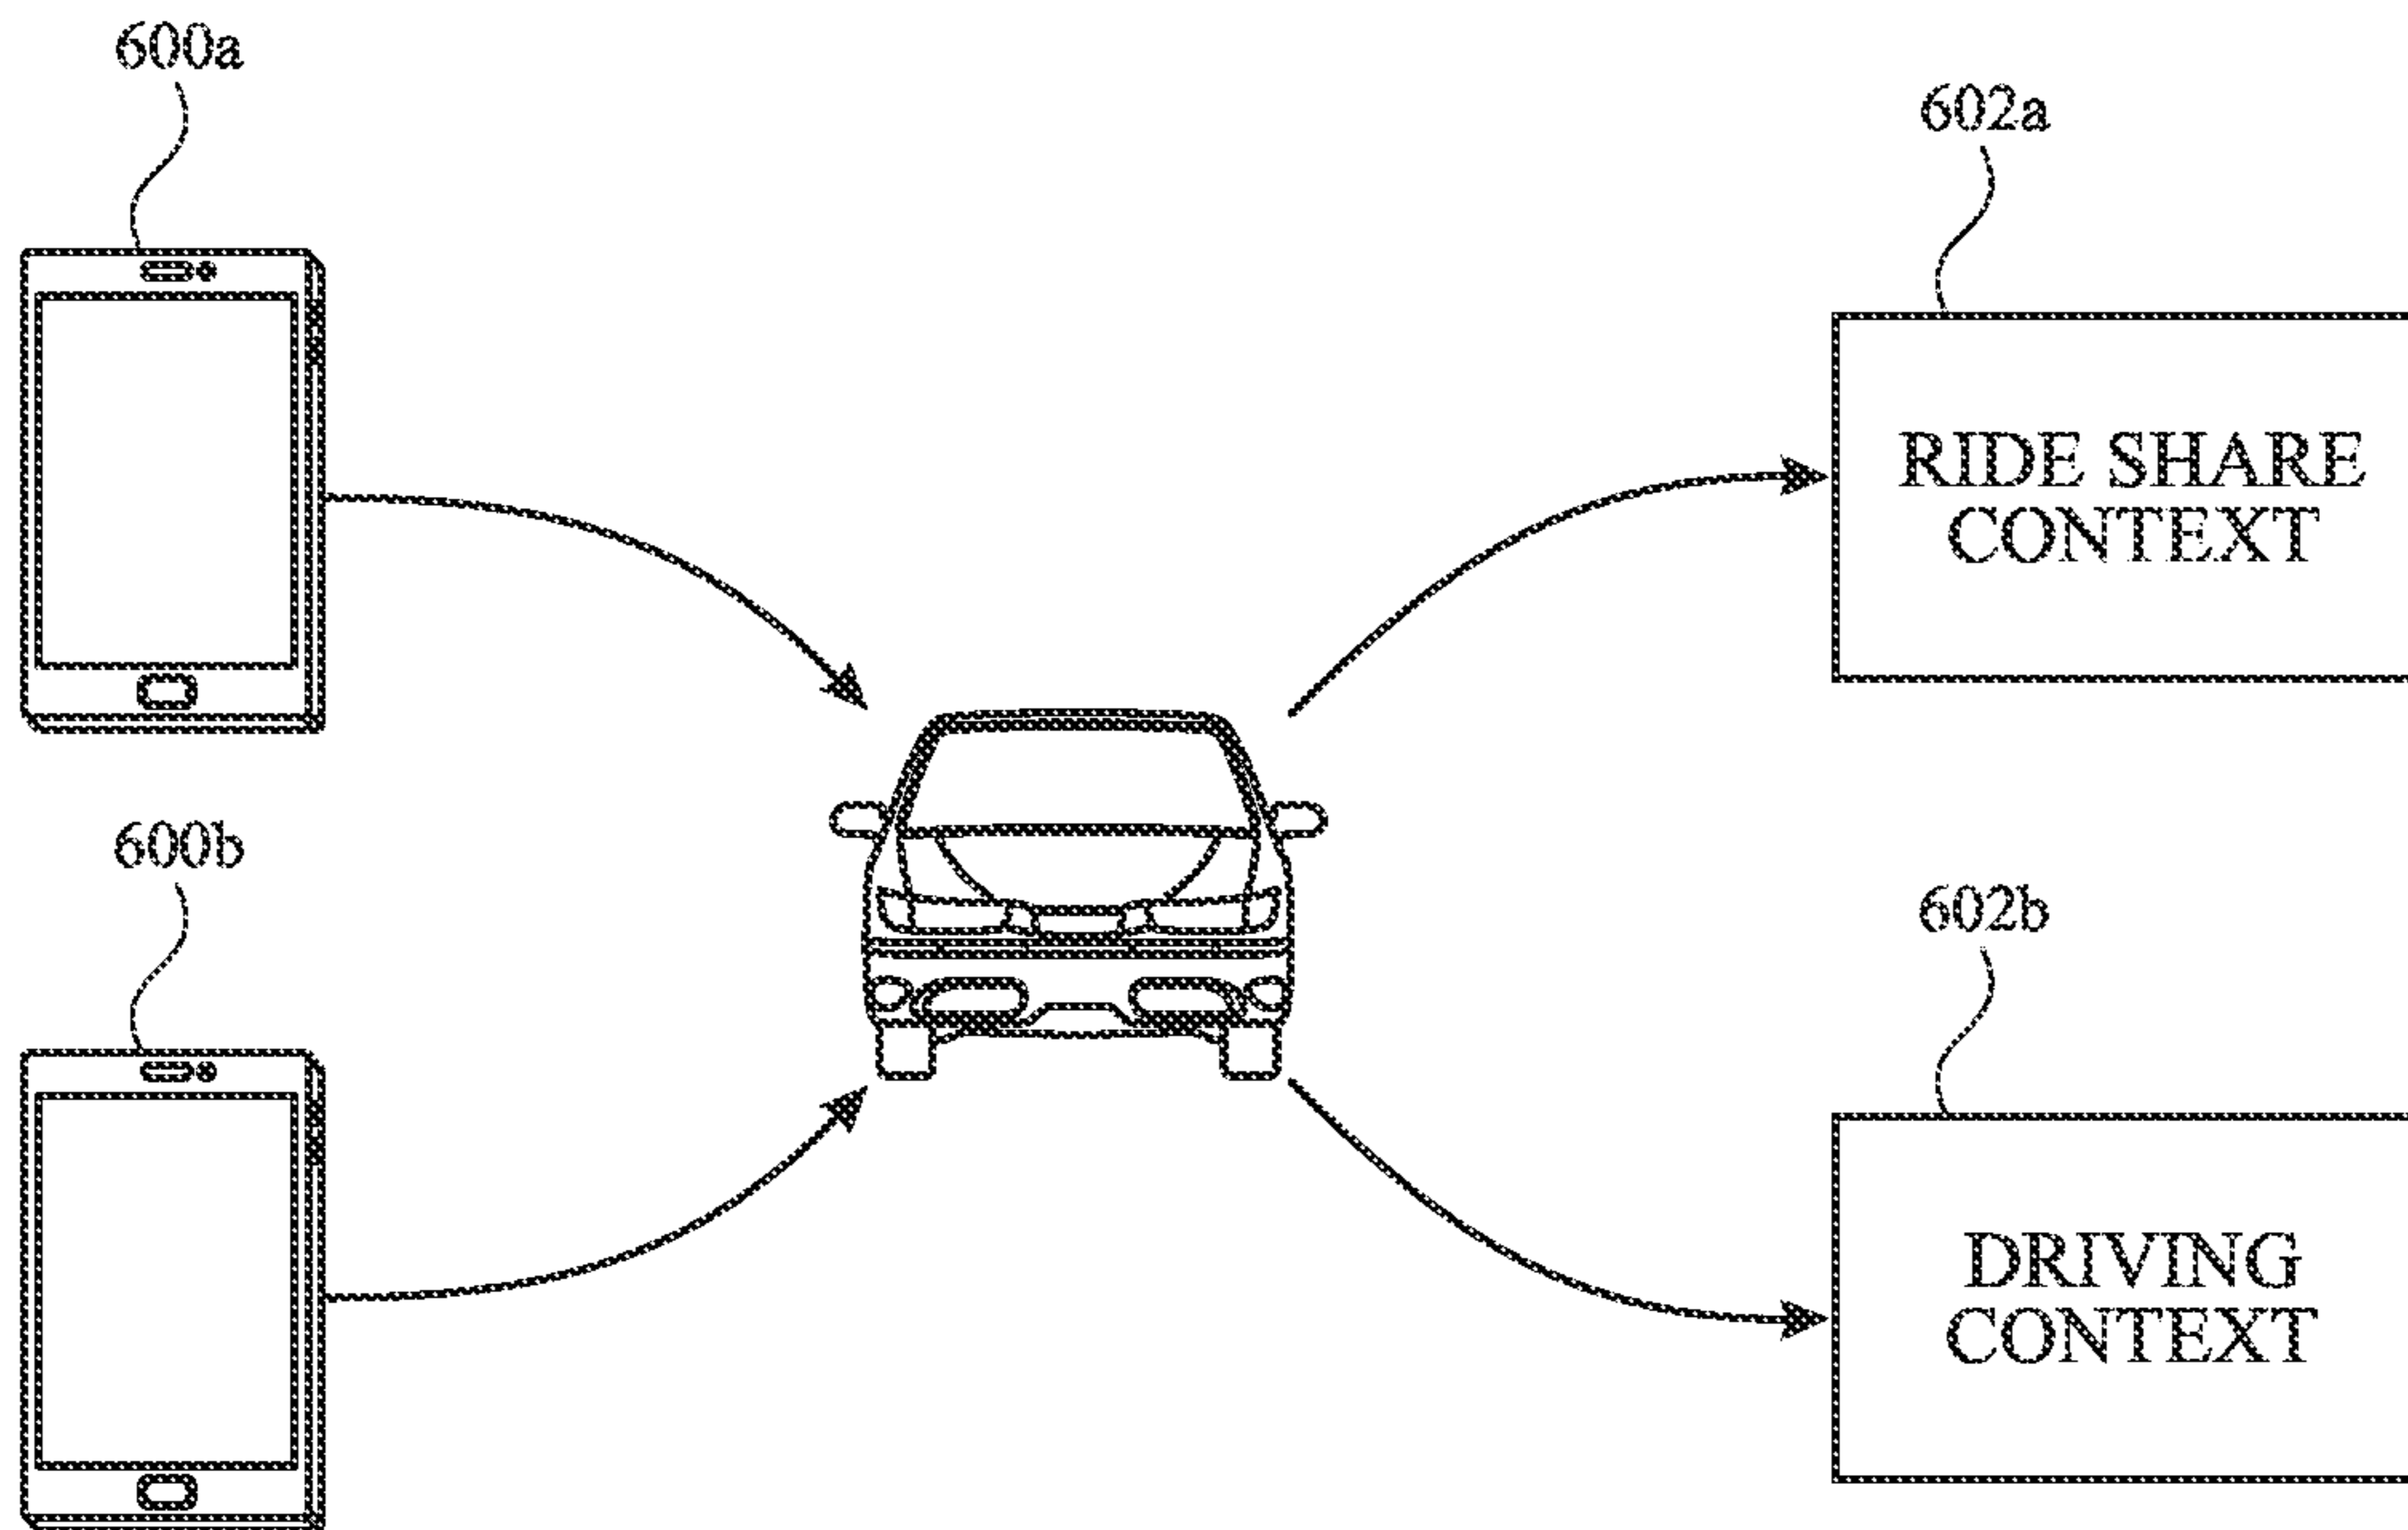 600a
602a
RIDE SHARE
CONTEXT
600b
602b
DRIVING
CONTEXT